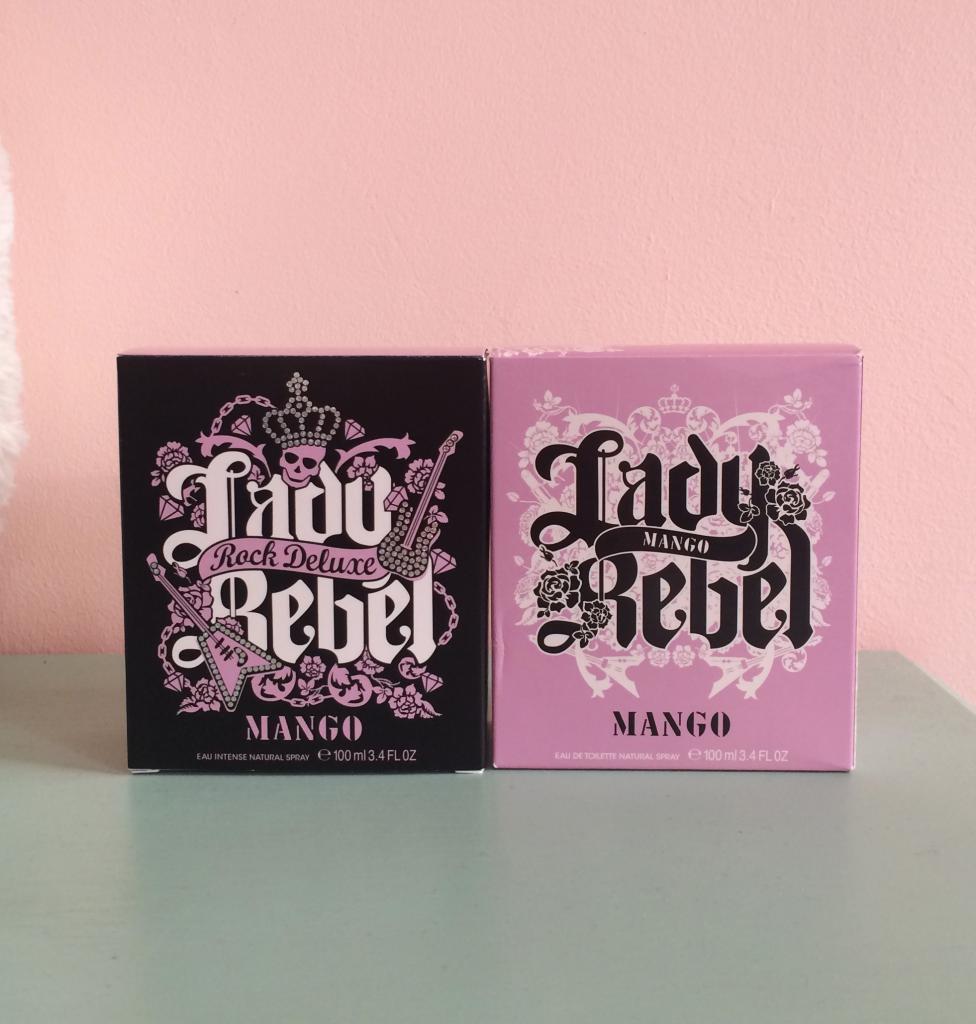 Lady
Rock Deluxe
Rebel
MANGO
EAU INTENSE NATURAL SPRAY ℮ 100 ml 3.4 FL OZ
Lady
MANGO
Rebel
MANGO
EAU DE TOILETTE NATURAL SPRAY ℮ 100 ml 3.4 FL OZ